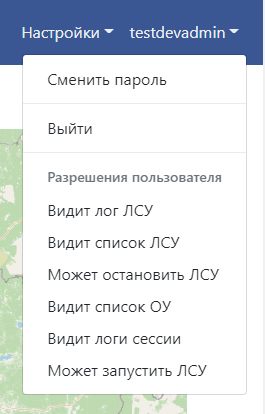 Настройки testdevadmin
Сменить пароль
Выйти
Разрешения пользователя
Видит лог ЛСУ
Видит список ЛСУ
Может остановить ЛСУ
Видит список ОУ
Видит логи сессии
Может запустить ЛСУ